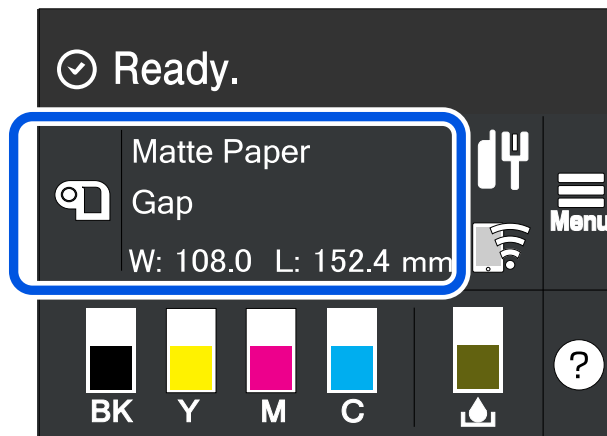 Ready.
Matte Paper
Gap
W: 108.0 L: 152.4 mm
Menu
BK Y M C
?